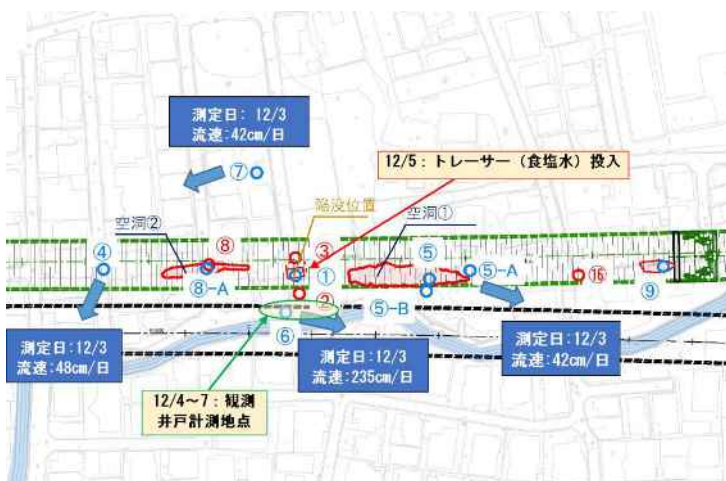 測定日： 12/3
流速:42cm/日
12/5：トレーサー（食塩水）投入
⑦
陥没位置
空洞②
空洞①
④
⑧
③
⑤
①
⑤-A
⑯
⑧-A
②
⑤-B
⑨
⑥
測定日:12/3
流速:48cm/日
測定日:12/3
流速:235cm/日
測定日:12/3
流速:42cm/日
12/4～7：観測
井戸計測地点